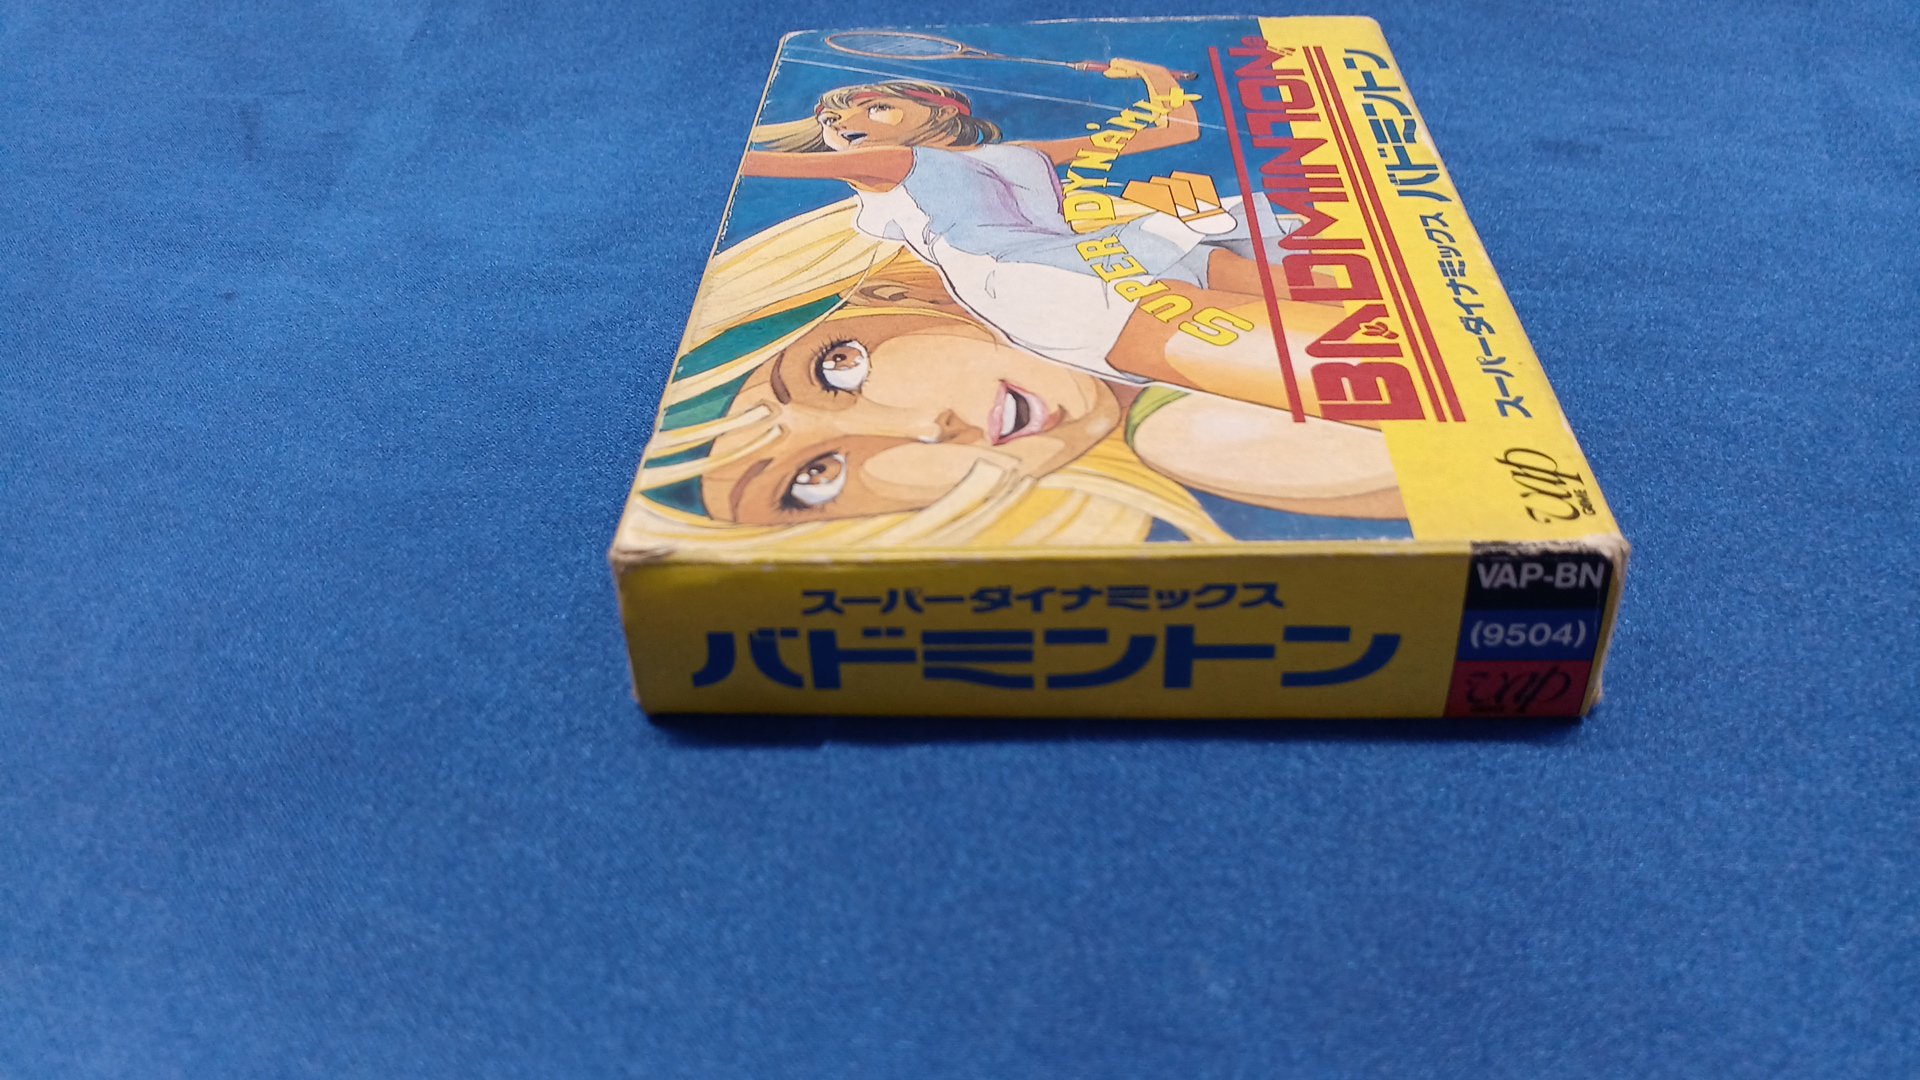 SUPER DYNAMIX
BADMINTON
スーパーダイナミックス バドミントン
vap
GAME
スーパーダイナミックス
バドミントン
VAP-BN
(9504)
vap